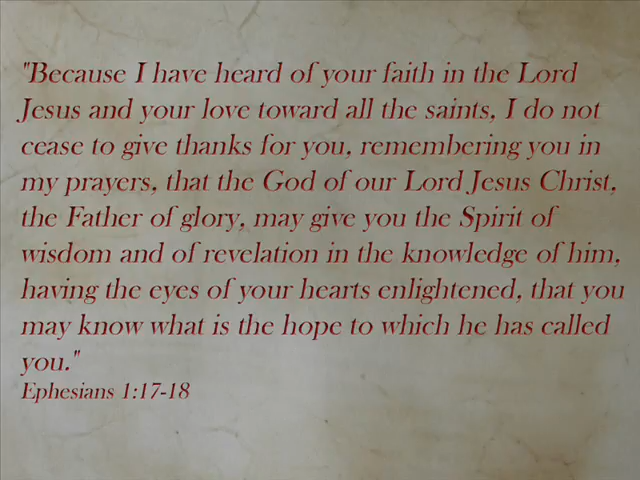 "Because I have heard of your faith in the Lord
Jesus and your love toward all the saints, I do not
cease to give thanks for you, remembering you in
my prayers, that the God of our Lord Jesus Christ,
the Father of glory, may give you the Spirit of
wisdom and of revelation in the knowledge of him,
having the eyes of your hearts enlightened, that you
may know what is the hope to which he has called
you."
Ephesians 1:17-18